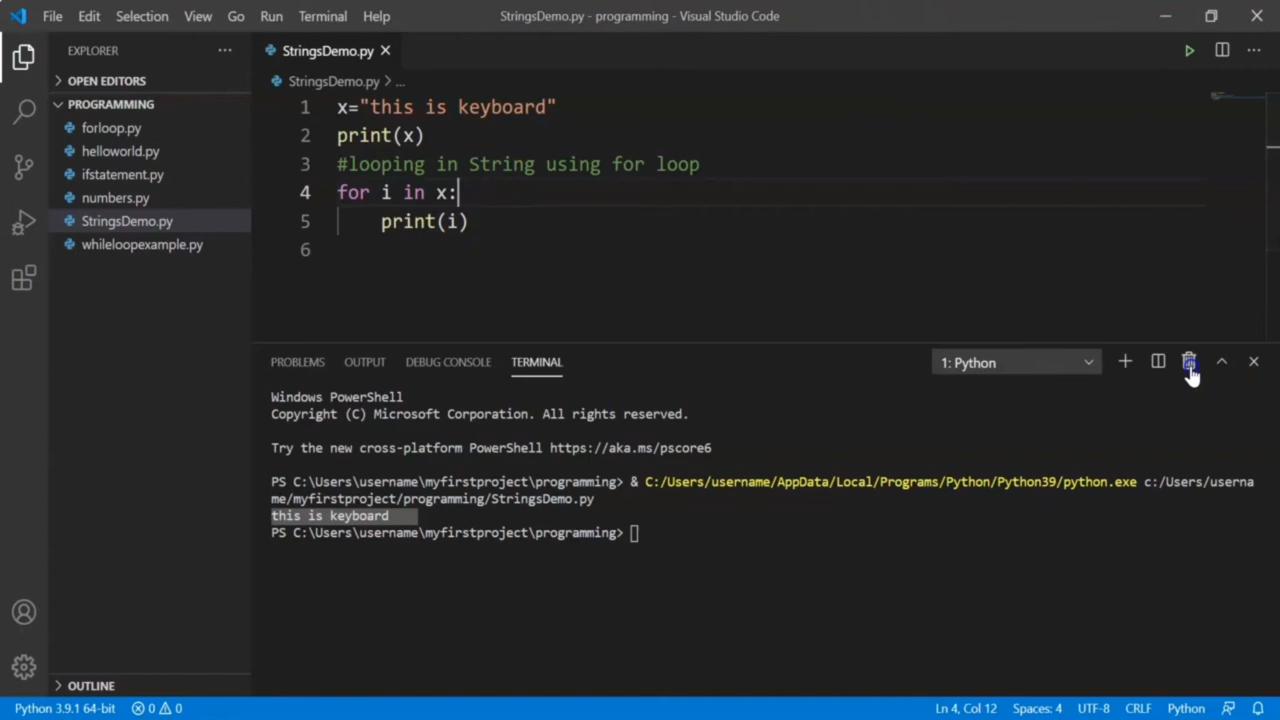 File Edit Selection View Go Run Terminal Help StringsDemo.py - programming - Visual Studio Code
EXPLORER
StringsDemo.py
OPEN EDITORS
StringsDemo.py > ...
PROGRAMMING
forloop.py
helloworld.py
ifstatement.py
numbers.py
StringsDemo.py
whileloopexample.py
1 x="this is keyboard"
2 print(x)
3 #looping in String using for loop
4 for i in x:
5 print(i)
6
PROBLEMS OUTPUT DEBUG CONSOLE TERMINAL 1: Python
Windows PowerShell
Copyright (C) Microsoft Corporation. All rights reserved.
Try the new cross-platform PowerShell https://aka.ms/pscore6
PS C:\Users\username\myfirstproject\programming> & C:/Users/username/AppData/Local/Programs/Python/Python39/python.exe c:/Users/userna
me/myfirstproject/programming/StringsDemo.py
this is keyboard
PS C:\Users\username\myfirstproject\programming>
OUTLINE
Python 3.9.1 64-bit 0 0 Ln 4, Col 12 Spaces: 4 UTF-8 CRLF Python